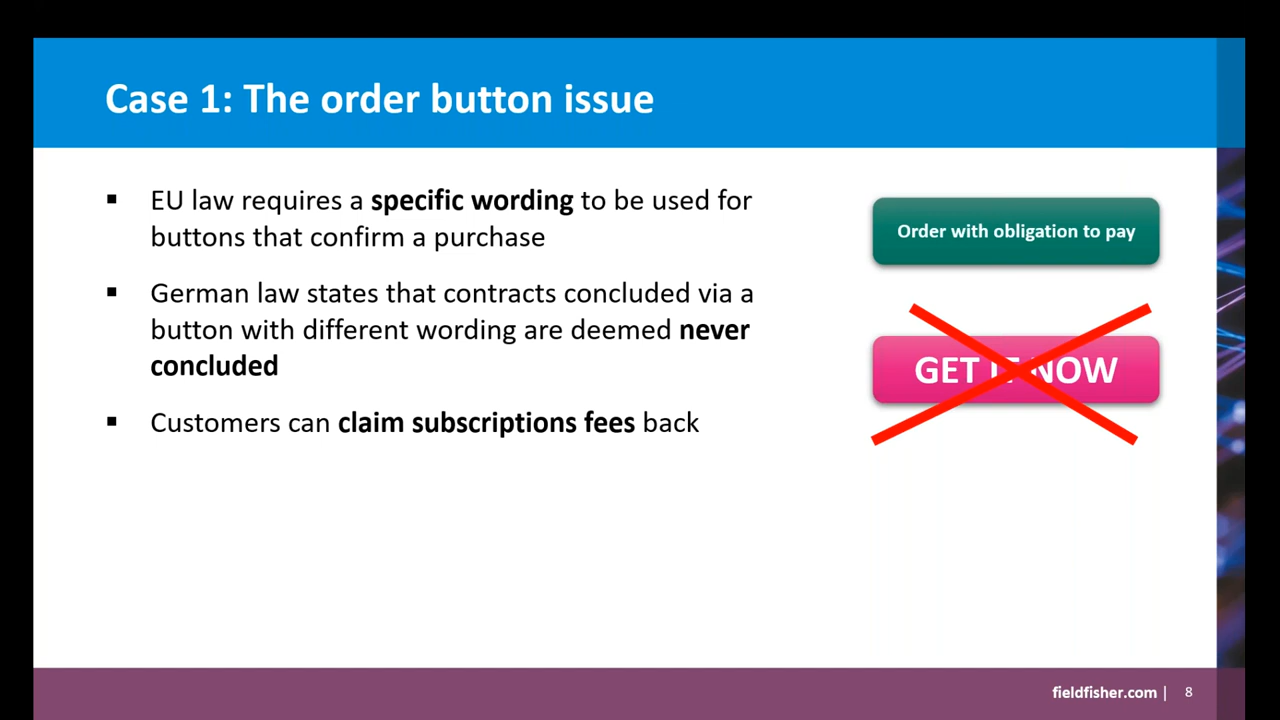 Case 1: The order button issue
▪ EU law requires a specific wording to be used for
buttons that confirm a purchase
▪ German law states that contracts concluded via a
button with different wording are deemed never
concluded
▪ Customers can claim subscriptions fees back
Order with obligation to pay
GET IT NOW
fieldfisher.com | 8